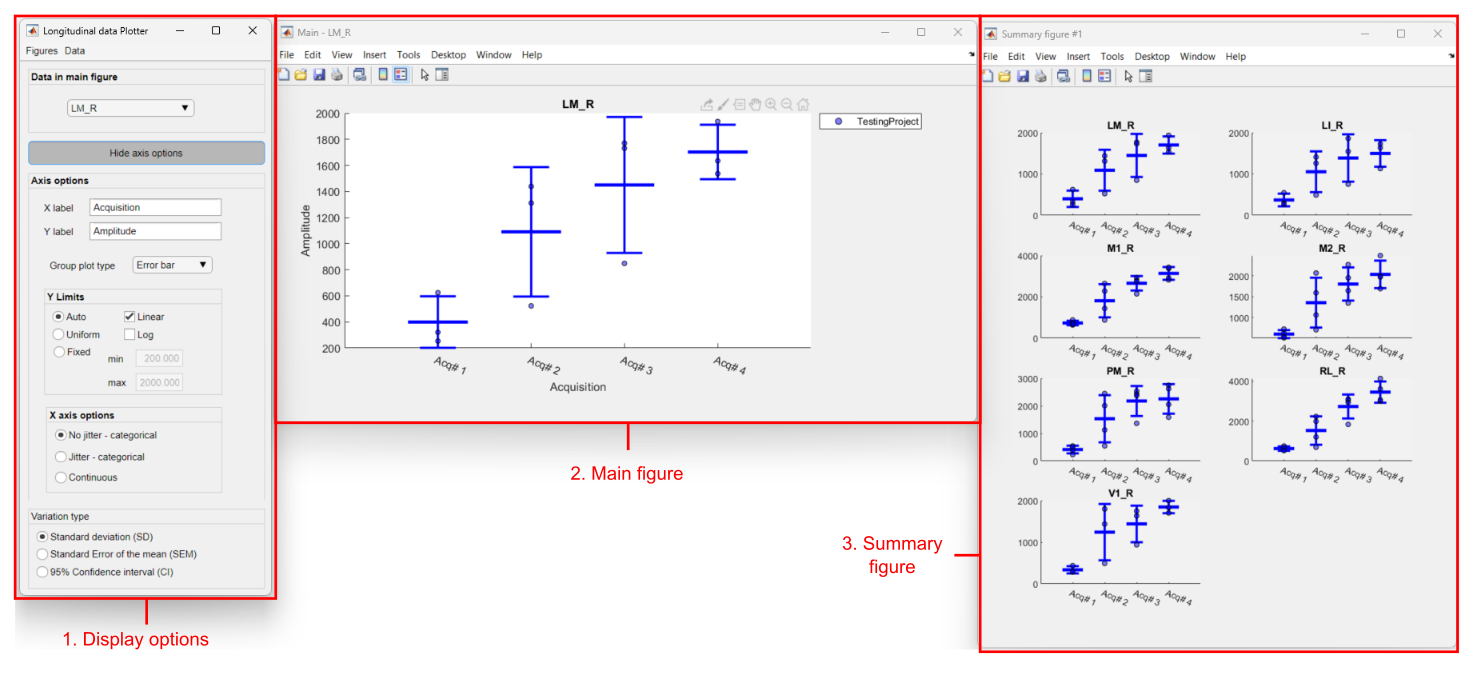 Longitudinal data Plotter
Figures Data
Data in main figure
LM_R
Hide axis options
Axis options
X label Acquisition
Y label Amplitude
Group plot type Error bar
Y Limits
Auto Linear
Uniform Log
Fixed min 200.000
max 2000.000
X axis options
No jitter - categorical
Jitter - categorical
Continuous
Variation type
Standard deviation (SD)
Standard Error of the mean (SEM)
95% Confidence interval (CI)
1. Display options
Main - LM_R
File Edit View Insert Tools Desktop Window Help
LM_R
TestingProject
2000
1800
1600
1400
1200
1000
800
600
400
200
Amplitude
Acq# 1 Acq# 2 Acq# 3 Acq# 4
Acquisition
2. Main figure
Summary figure #1
File Edit View Insert Tools Desktop Window Help
LM_R
2000
1000
0
Acq# 1 Acq# 2 Acq# 3 Acq# 4
LI_R
2000
1000
0
Acq# 1 Acq# 2 Acq# 3 Acq# 4
M1_R
4000
2000
0
Acq# 1 Acq# 2 Acq# 3 Acq# 4
M2_R
2000
1500
1000
Acq# 1 Acq# 2 Acq# 3 Acq# 4
PM_R
3000
2000
1000
0
Acq# 1 Acq# 2 Acq# 3 Acq# 4
RL_R
4000
2000
0
Acq# 1 Acq# 2 Acq# 3 Acq# 4
V1_R
2000
1000
0
Acq# 1 Acq# 2 Acq# 3 Acq# 4
3. Summary
figure